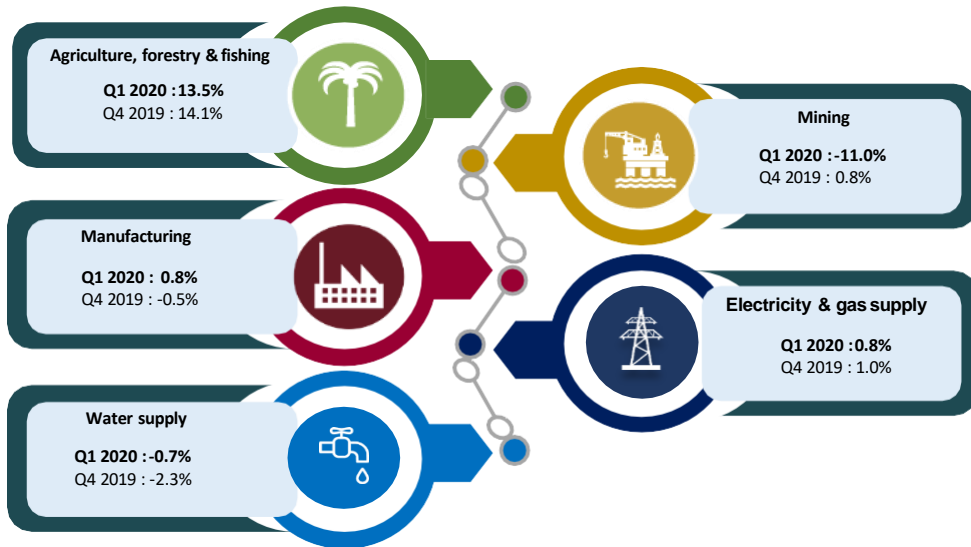 Agriculture, forestry & fishing
Q1 2020 : 13.5%
Q4 2019 : 14.1%
Mining
Q1 2020 : -11.0%
Q4 2019 : 0.8%
Manufacturing
Q1 2020 : 0.8%
Q4 2019 : -0.5%
Electricity & gas supply
Q1 2020 : 0.8%
Q4 2019 : 1.0%
Water supply
Q1 2020 : -0.7%
Q4 2019 : -2.3%